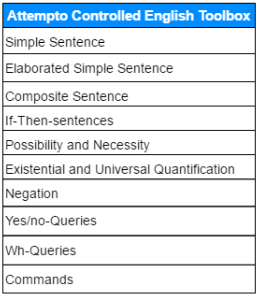 Attempto Controlled English Toolbox
Simple Sentence
Elaborated Simple Sentence
Composite Sentence
If-Then-sentences
Possibility and Necessity
Existential and Universal Quantification
Negation
Yes/no-Queries
Wh-Queries
Commands